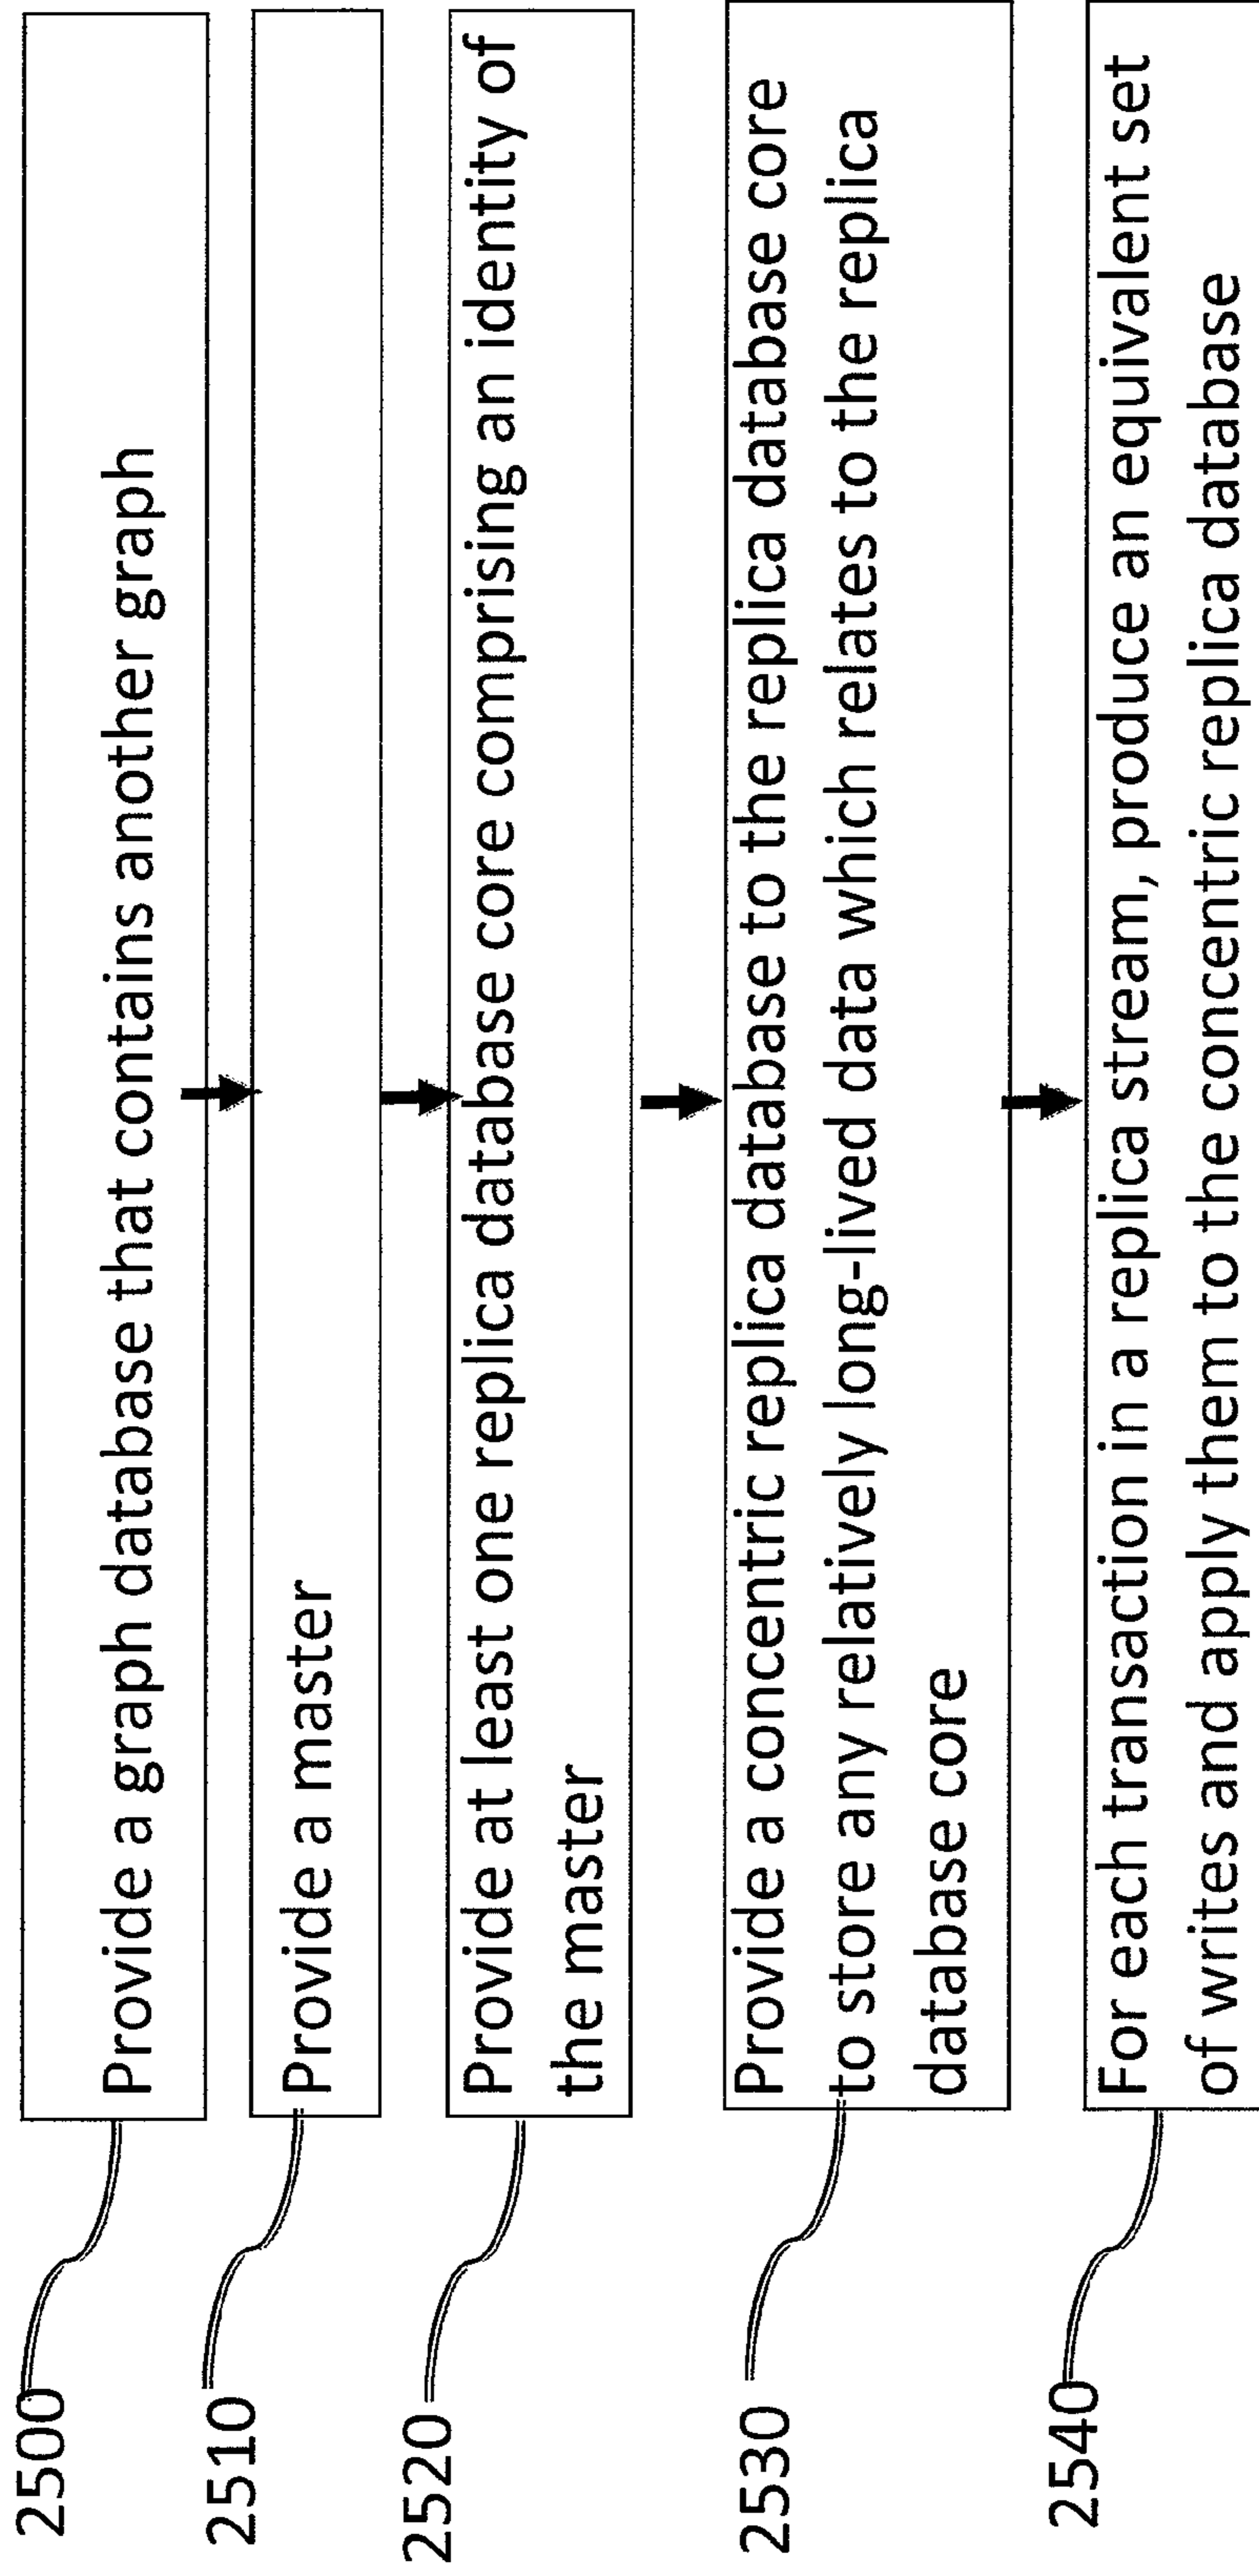 2500
Provide a graph database that contains another graph
2510
Provide a master
2520
Provide at least one replica database core comprising an identity of
the master
2530
Provide a concentric replica database to the replica database core
to store any relatively long-lived data which relates to the replica
database core
2540
For each transaction in a replica stream, produce an equivalent set
of writes and apply them to the concentric replica database